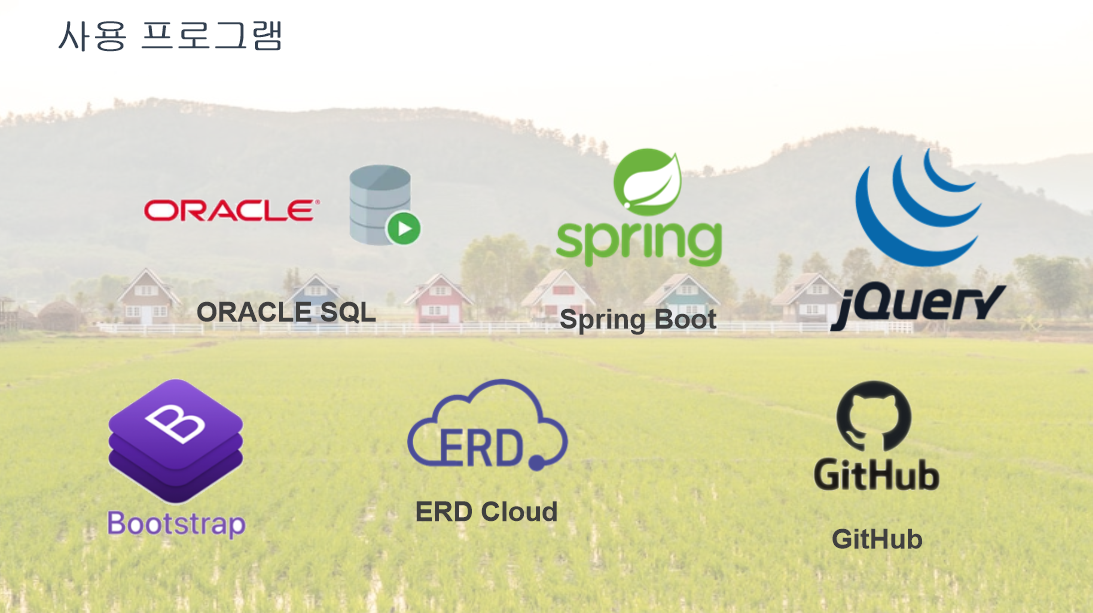 사용 프로그램
ORACLE®
spring
jQuery
ORACLE SQL
Spring Boot
B
ERD
GitHub
Bootstrap
ERD Cloud
GitHub